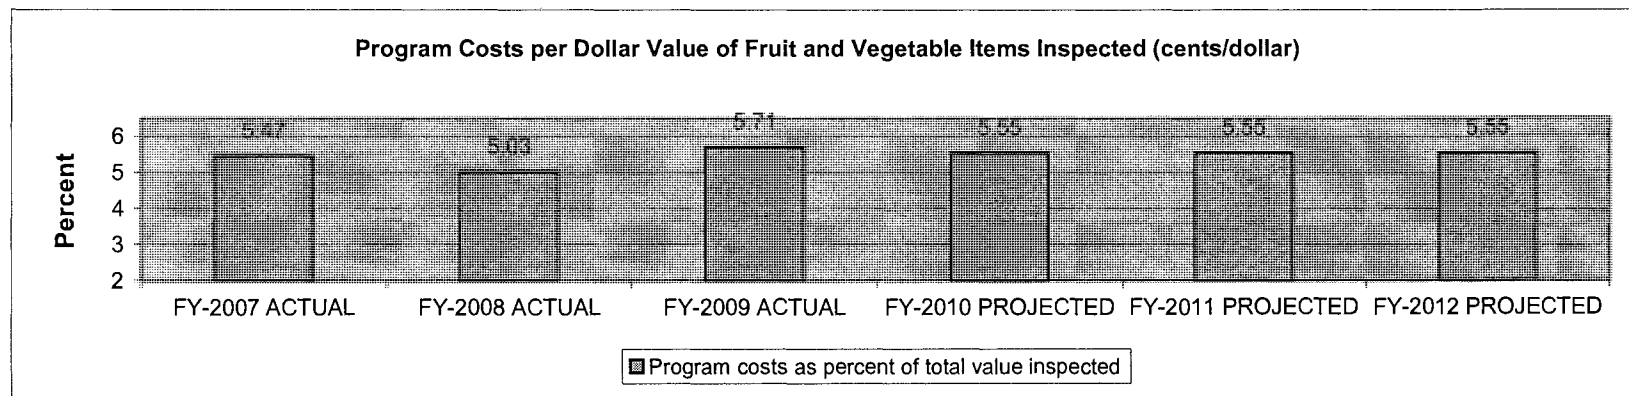 Program Costs per Dollar Value of Fruit and Vegetable Items Inspected (cents/dollar)
5.47 5.03 5.71 5.55 5.55 5.55
Percent
6
5
4
3
2
FY-2007 ACTUAL FY-2008 ACTUAL FY-2009 ACTUAL FY-2010 PROJECTED FY-2011 PROJECTED FY-2012 PROJECTED
Program costs as percent of total value inspected